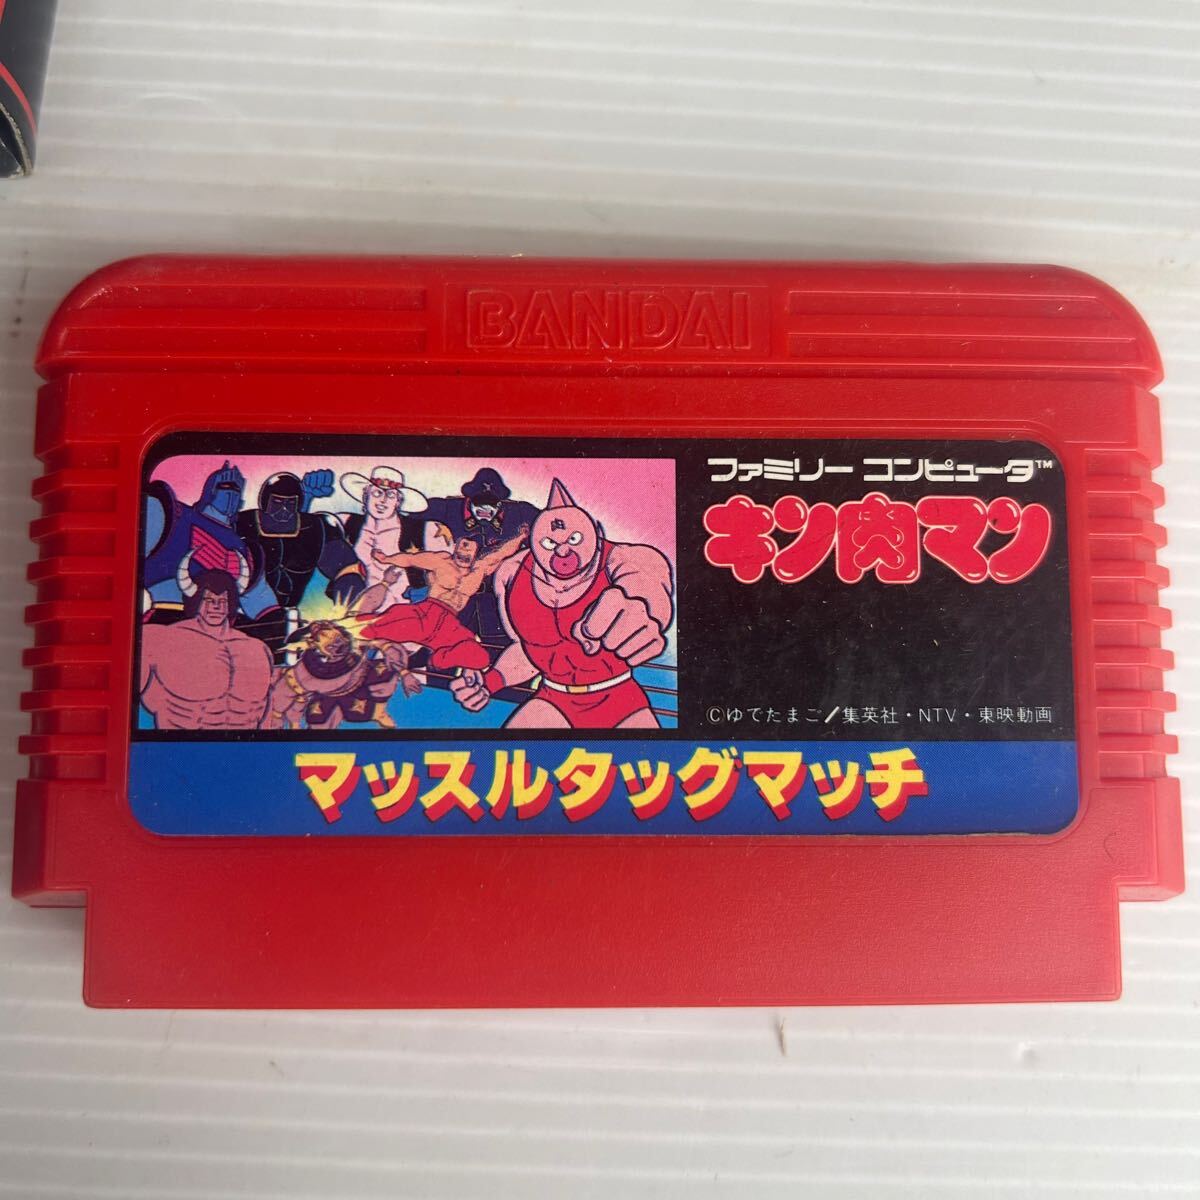 BANDAI
ファミリー コンピュータ™
キン肉マン
©ゆでたまご/集英社・NTV・東映動画
マッスルタッグマッチ